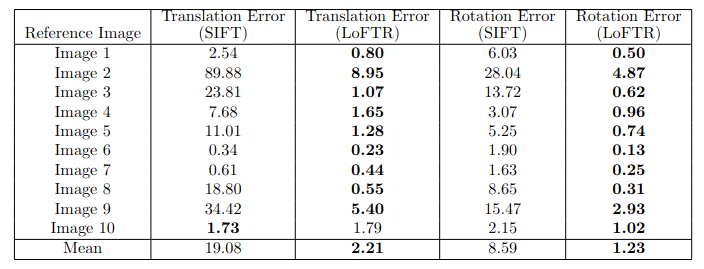 Translation Error Translation Error Rotation Error Rotation Error
Reference Image (SIFT) (LoFTR) (SIFT) (LoFTR)
Image 1 2.54 0.80 6.03 0.50
Image 2 89.88 8.95 28.04 4.87
Image 3 23.81 1.07 13.72 0.62
Image 4 7.68 1.65 3.07 0.96
Image 5 11.01 1.28 5.25 0.74
Image 6 0.34 0.23 1.90 0.13
Image 7 0.61 0.44 1.63 0.25
Image 8 18.80 0.55 8.65 0.31
Image 9 34.42 5.40 15.47 2.93
Image 10 1.73 1.79 2.15 1.02
Mean 19.08 2.21 8.59 1.23